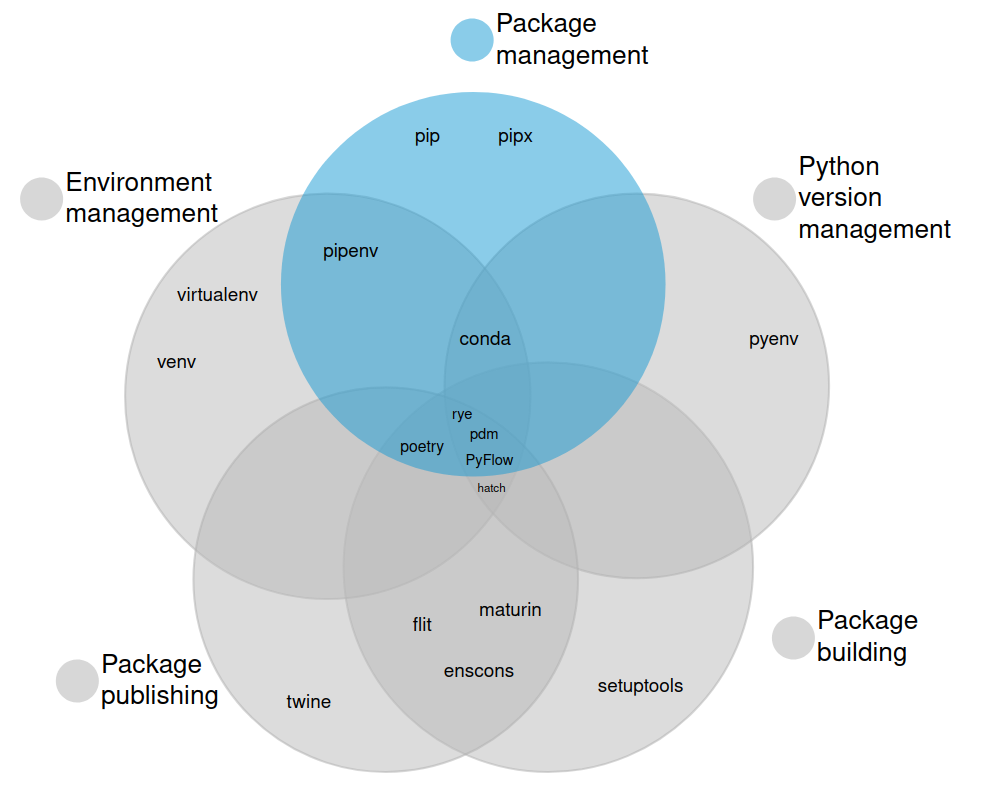 Package
management
pip
pipx
Environment
management
Python
version
management
pipenv
virtualenv
venv
conda
pyenv
rye
pdm
poetry
PyFlow
hatch
maturin
flit
enscons
setuptools
twine
Package
building
Package
publishing